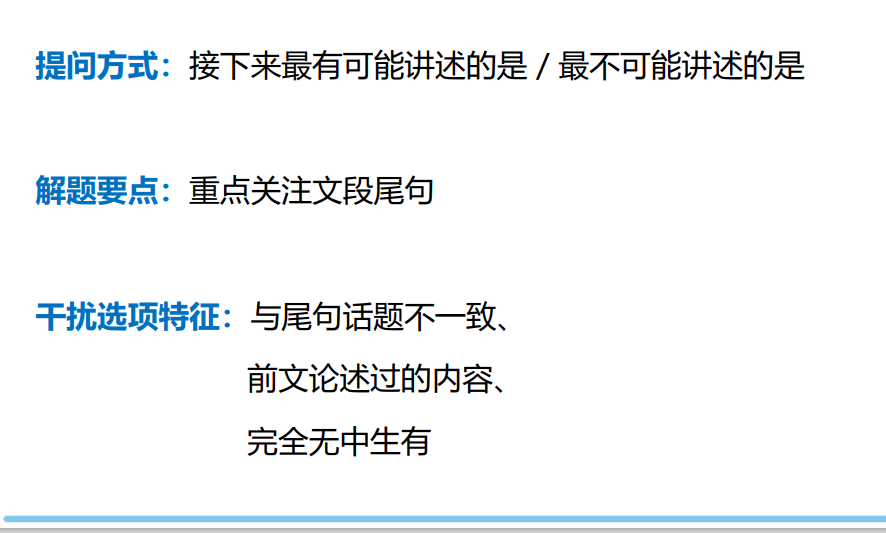 提问方式：接下来最有可能讲述的是 / 最不可能讲述的是
解题要点：重点关注文段尾句
干扰选项特征：与尾句话题不一致、
前文论述过的内容、
完全无中生有